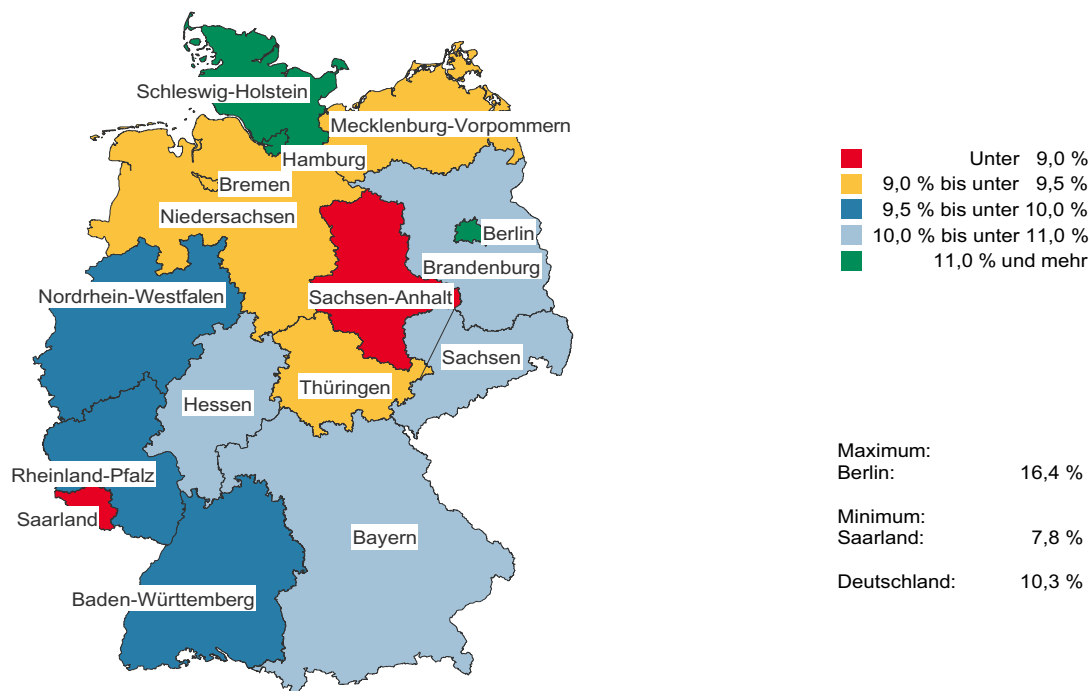 Schleswig-Holstein
Mecklenburg-Vorpommern
Hamburg
Bremen
Niedersachsen
Berlin
Brandenburg
Nordrhein-Westfalen
Sachsen-Anhalt
Sachsen
Thüringen
Hessen
Rheinland-Pfalz
Saarland
Bayern
Baden-Württemberg
Unter 9,0 %
9,0 % bis unter 9,5 %
9,5 % bis unter 10,0 %
10,0 % bis unter 11,0 %
11,0 % und mehr
Maximum:
Berlin: 16,4 %
Minimum:
Saarland: 7,8 %
Deutschland: 10,3 %